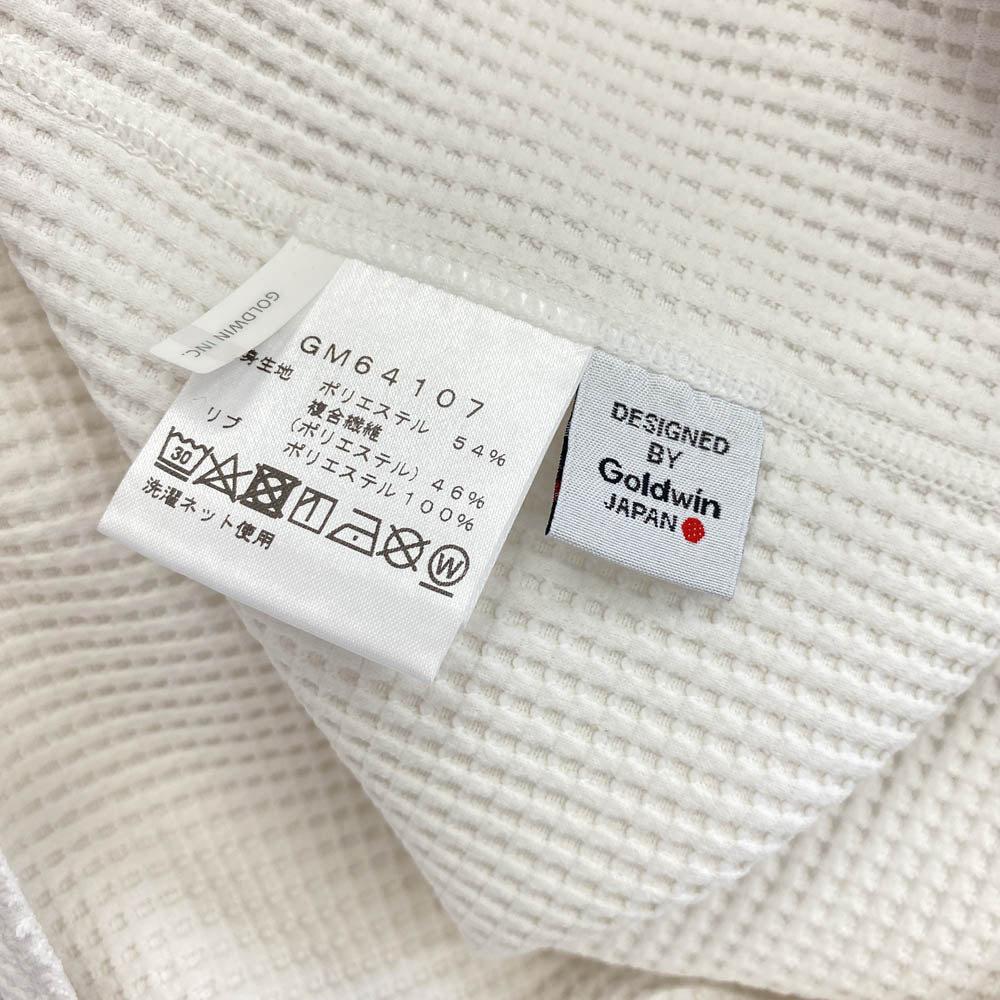 GOLDWIN INC.
GM64107
身生地 ポリエステル 54%
複合繊維
(ポリエステル) 46%
リブ ポリエステル100%
30
W
洗濯ネット使用
DESIGNED
BY
Goldwin
JAPAN